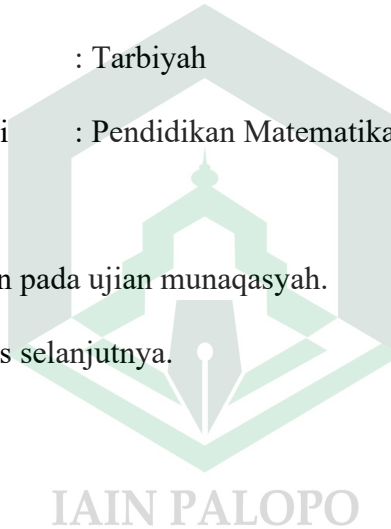 : Tarbiyah
i : Pendidikan Matematika
n pada ujian munaqasyah.
s selanjutnya.
IAIN PALOPO